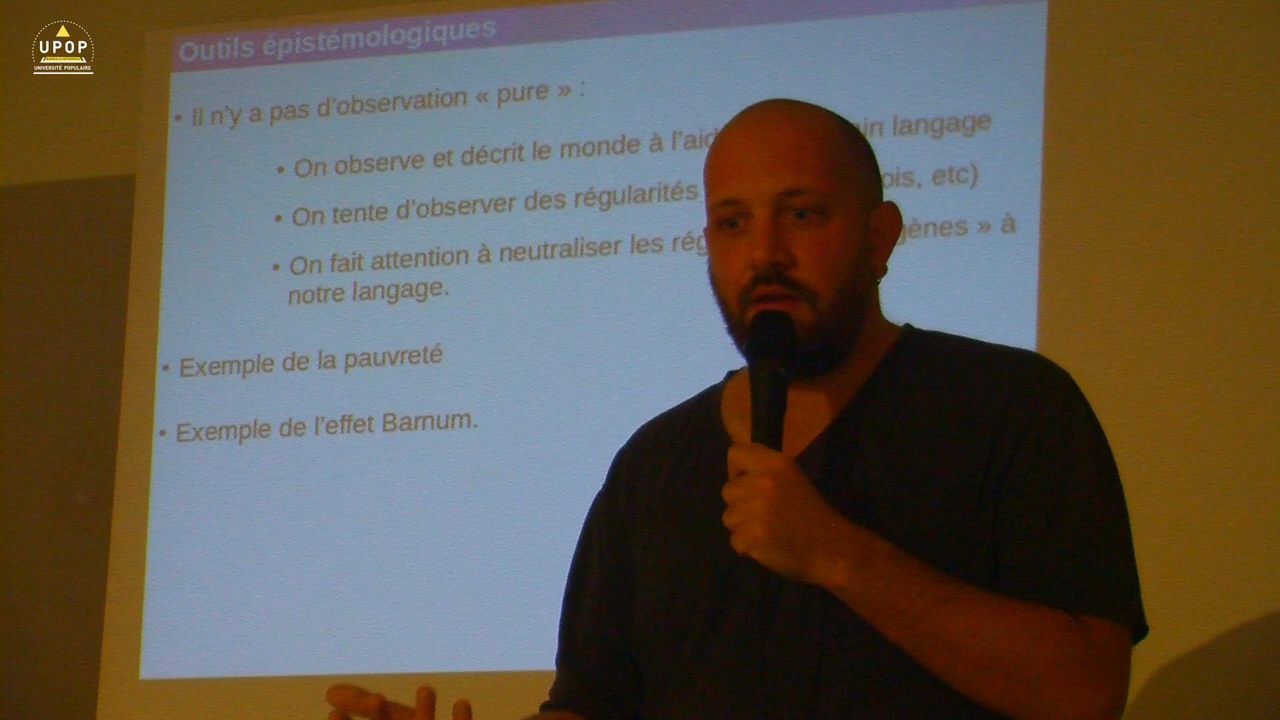 UPOP
UNIVERSITÉ POPULAIRE
Outils épistémologiques
• Il n'y a pas d'observation « pure » :
• On observe et décrit le monde à l'aid in langage
• On tente d'observer des régularités ois, etc)
• On fait attention à neutraliser les rég gènes » à
notre langage.
• Exemple de la pauvreté
• Exemple de l'effet Barnum.